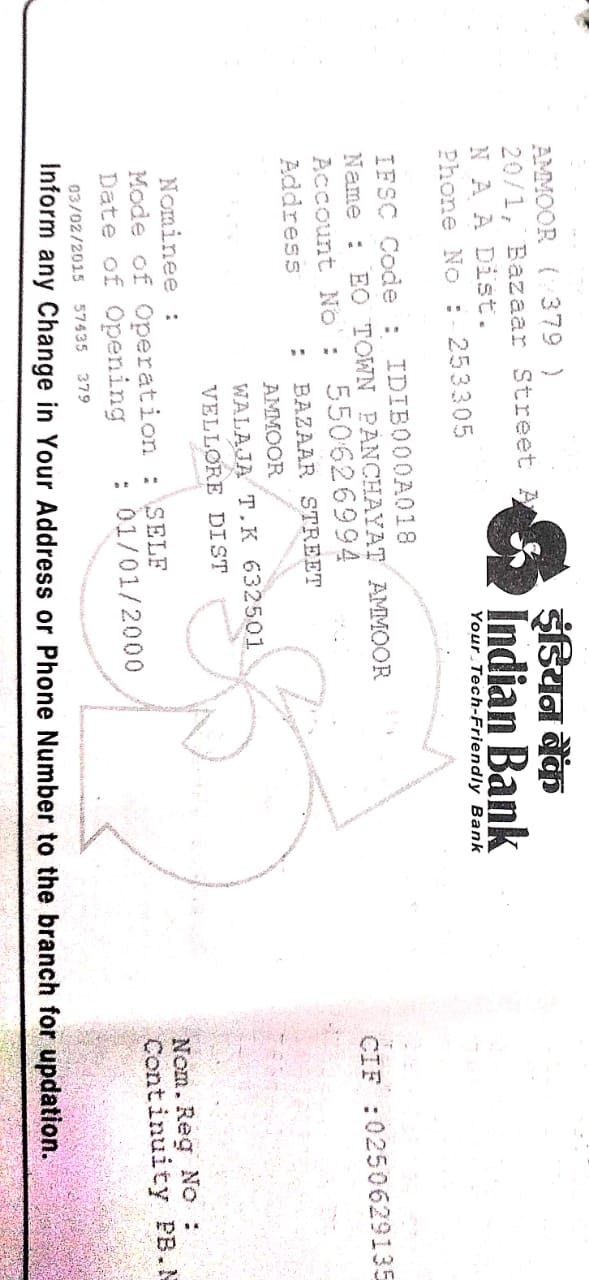 इंडियन बैंक
Indian Bank
Your Tech-Friendly Bank
AMMOOR ( 379 )
20/1, Bazaar Street A
N A A Dist.
Phone No : 253305
IFSC Code : IDIB000A018
Name : EO TOWN PANCHAYAT AMMOOR
CIF :0250629135
Account No : 550626994
Address : BAZAAR STREET
AMMOOR
WALAJA T.K 632501
VELLORE DIST
Nominee :
Nom.Reg No :
Mode of Operation : SELF
Continuity PB.N
Date of Opening : 01/01/2000
03/02/2015 57435 379
Inform any Change in Your Address or Phone Number to the branch for updation.